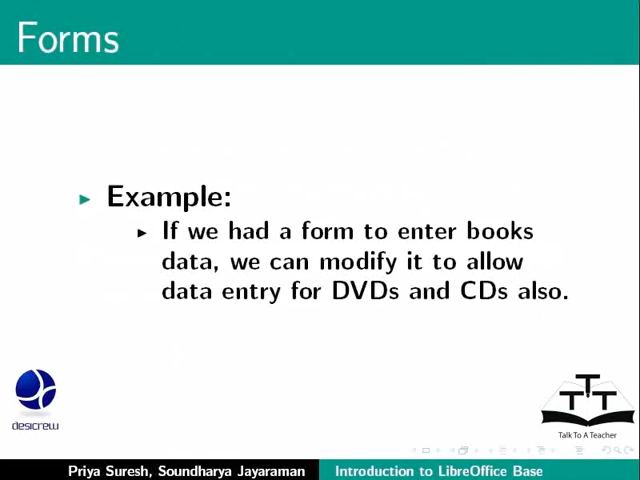 Forms
Example:
If we had a form to enter books
data, we can modify it to allow
data entry for DVDs and CDs also.
desicrew
T T T
Talk To A Teacher
Priya Suresh, Soundharya Jayaraman Introduction to LibreOffice Base